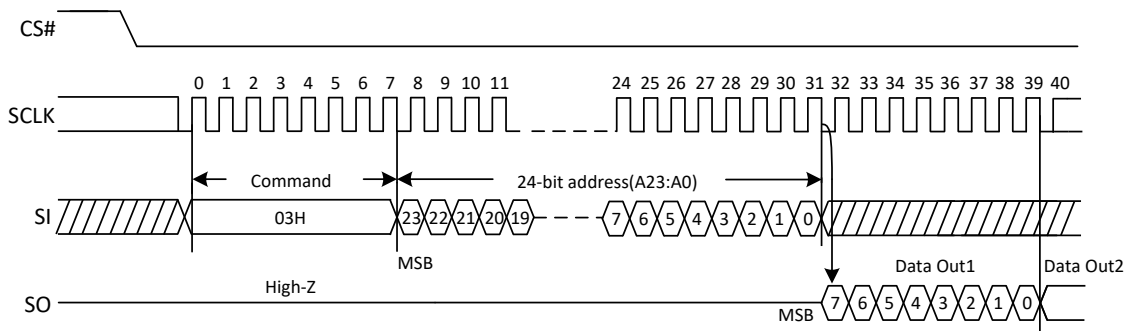 CS#
0 1 2 3 4 5 6 7 8 9 10 11 24 25 26 27 28 29 30 31 32 33 34 35 36 37 38 39 40
SCLK
Command 24-bit address(A23:A0)
SI 03H 23 22 21 20 19 7 6 5 4 3 2 1 0
MSB Data Out1 Data Out2
High-Z
SO MSB 7 6 5 4 3 2 1 0